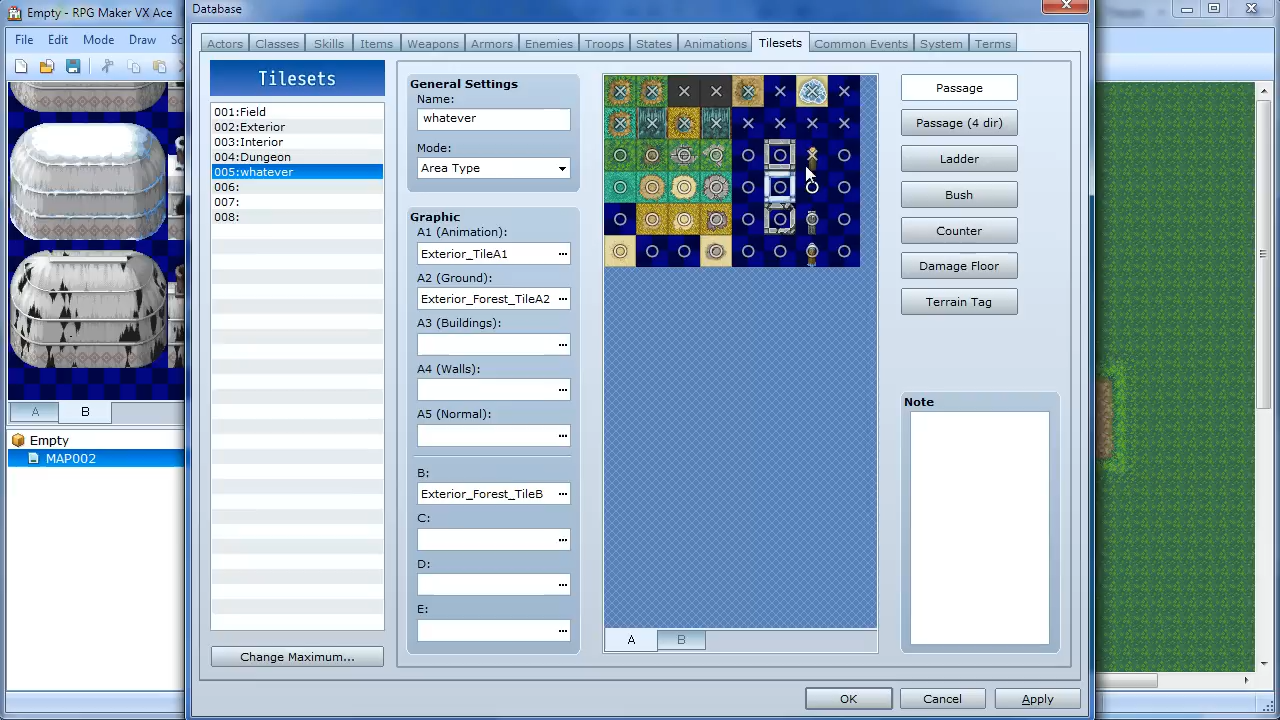 Empty - RPG Maker VX Ace
Database
File Edit Mode Draw Sc
Actors Classes Skills Items Weapons Armors Enemies Troops States Animations Tilesets Common Events System Terms
Tilesets
001:Field
002:Exterior
003:Interior
004:Dungeon
005:whatever
006:
007:
008:
Change Maximum...
General Settings
Name:
whatever
Mode:
Area Type
Graphic
A1 (Animation):
Exterior_TileA1
A2 (Ground):
Exterior_Forest_TileA2
A3 (Buildings):
A4 (Walls):
A5 (Normal):
B:
Exterior_Forest_TileB
C:
D:
E:
A B
Passage
Passage (4 dir)
Ladder
Bush
Counter
Damage Floor
Terrain Tag
Note
A B
Empty
MAP002
OK Cancel Apply